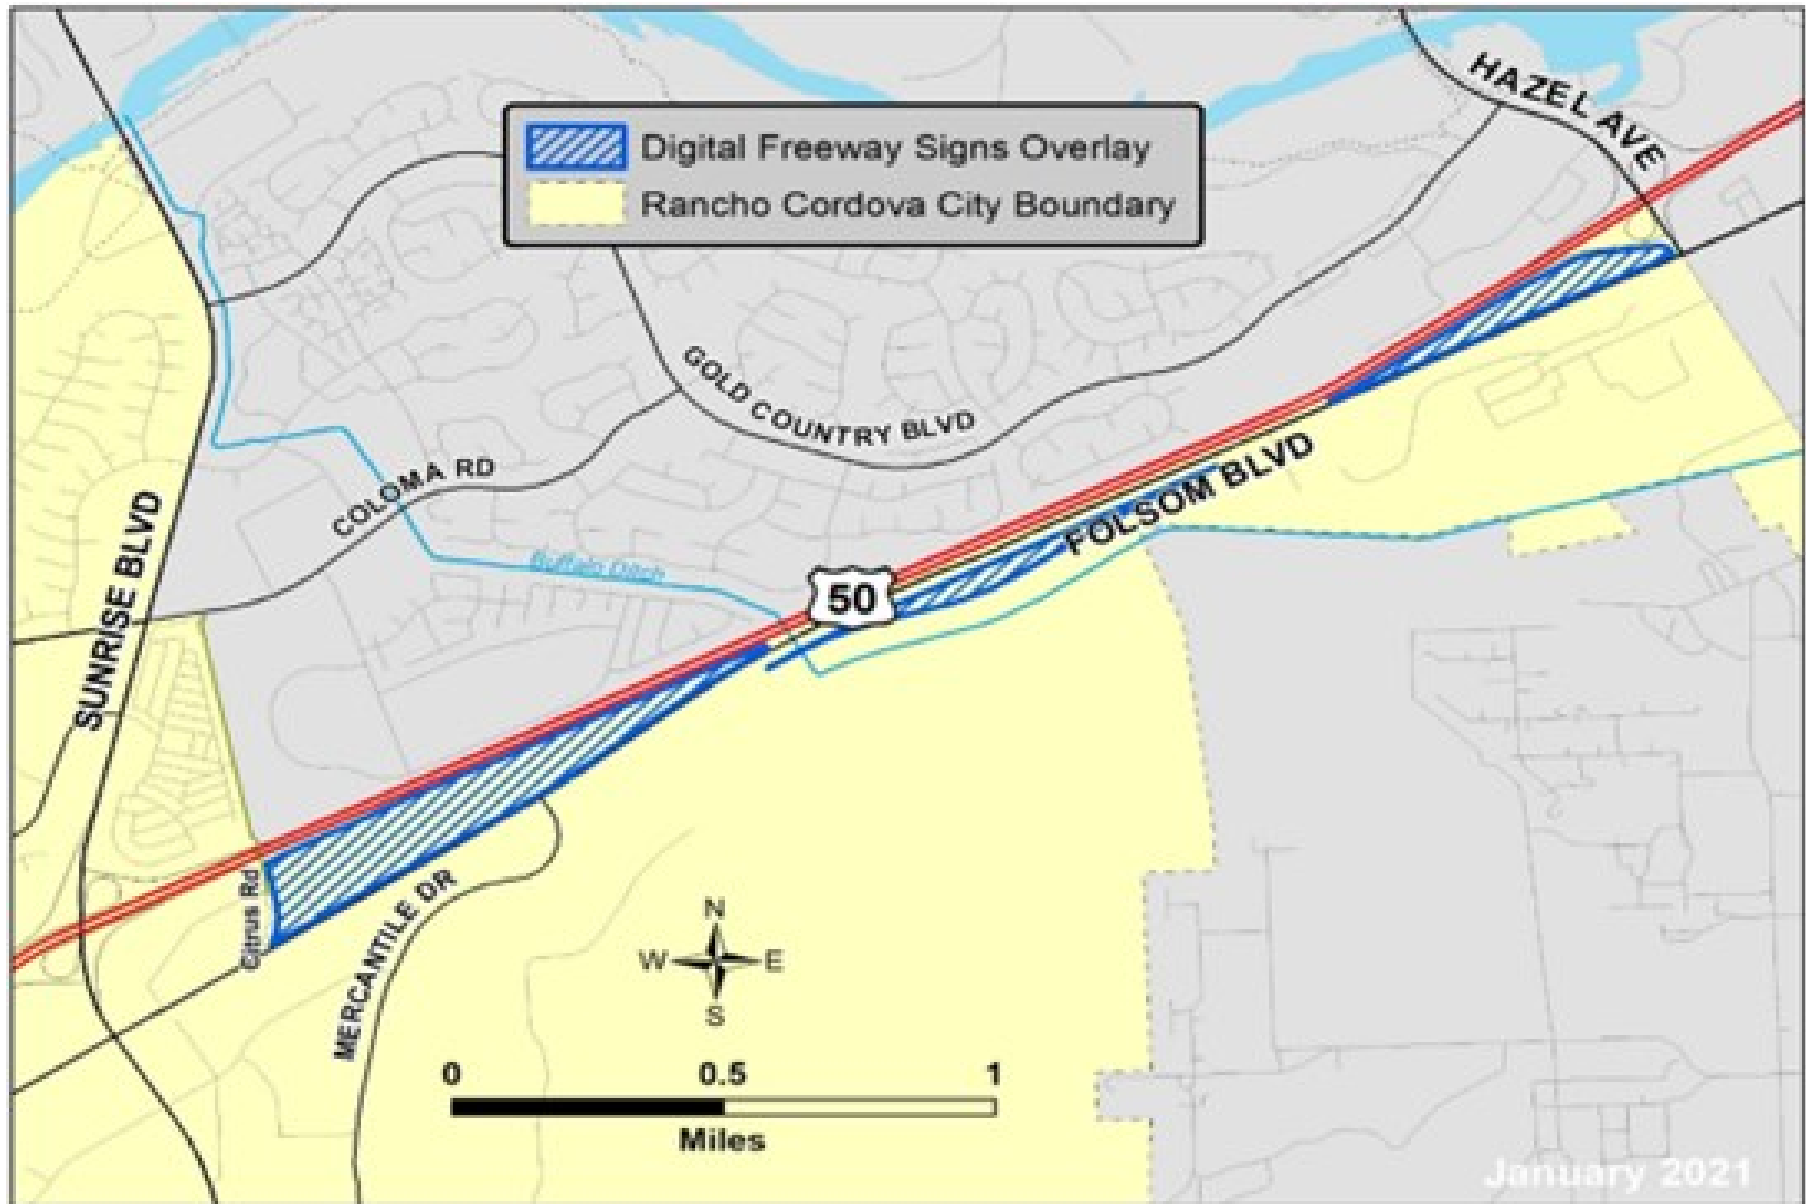 HAZEL AVE
Digital Freeway Signs Overlay
Rancho Cordova City Boundary
GOLD COUNTRY BLVD
COLOMA RD
FOLSOM BLVD
SUNRISE BLVD
Buffalo Ditch
50
Citrus Rd
MERCANTILE DR
N
W E
S
0 0.5 1
Miles
January 2021